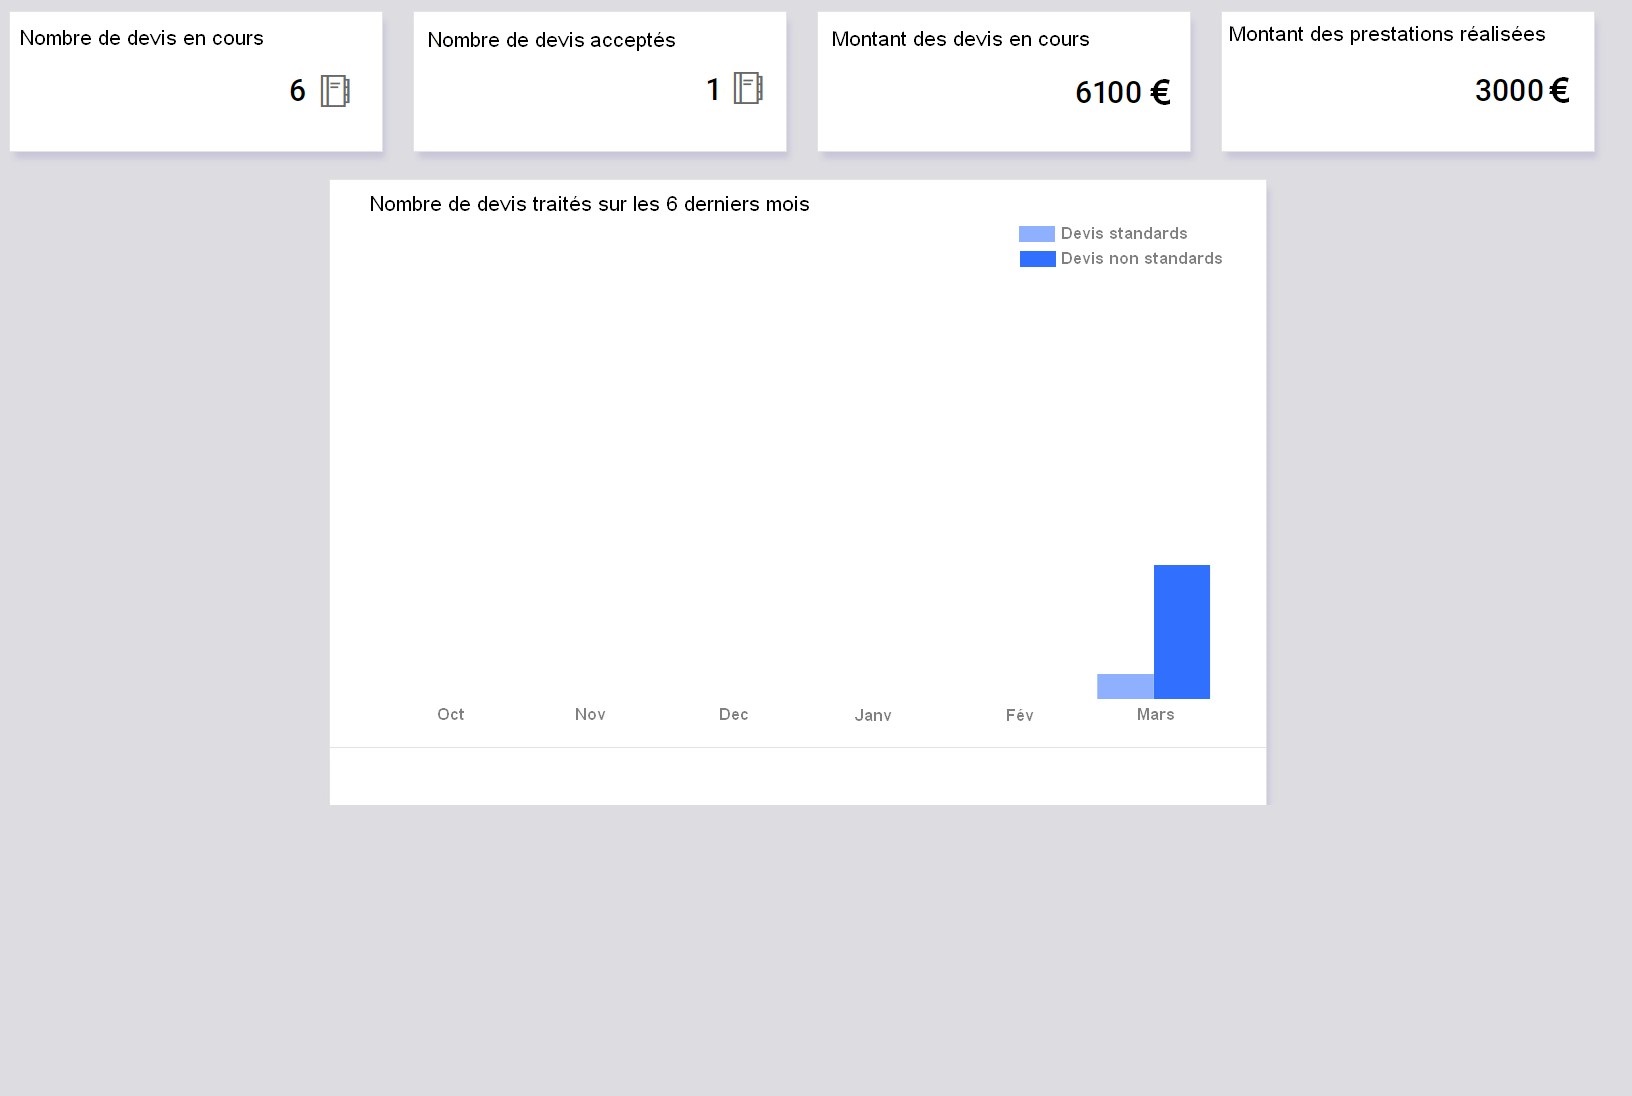 Nombre de devis en cours
6
Nombre de devis acceptés
1
Montant des devis en cours
6100 €
Montant des prestations réalisées
3000 €
Nombre de devis traités sur les 6 derniers mois
Devis standards
Devis non standards
Oct Nov Dec Janv Fév Mars